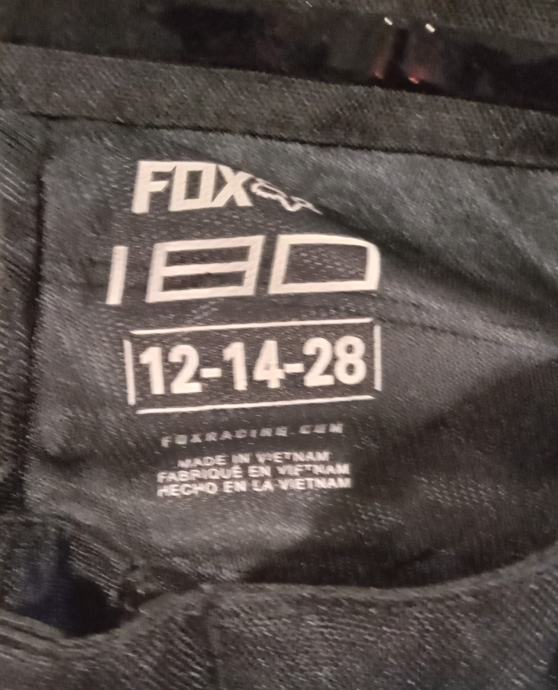 FOX
180
12-14-28
FOXRACING.COM
MADE IN VIETNAM
FABRIQUÉ EN VIETNAM
HECHO EN LA VIETNAM